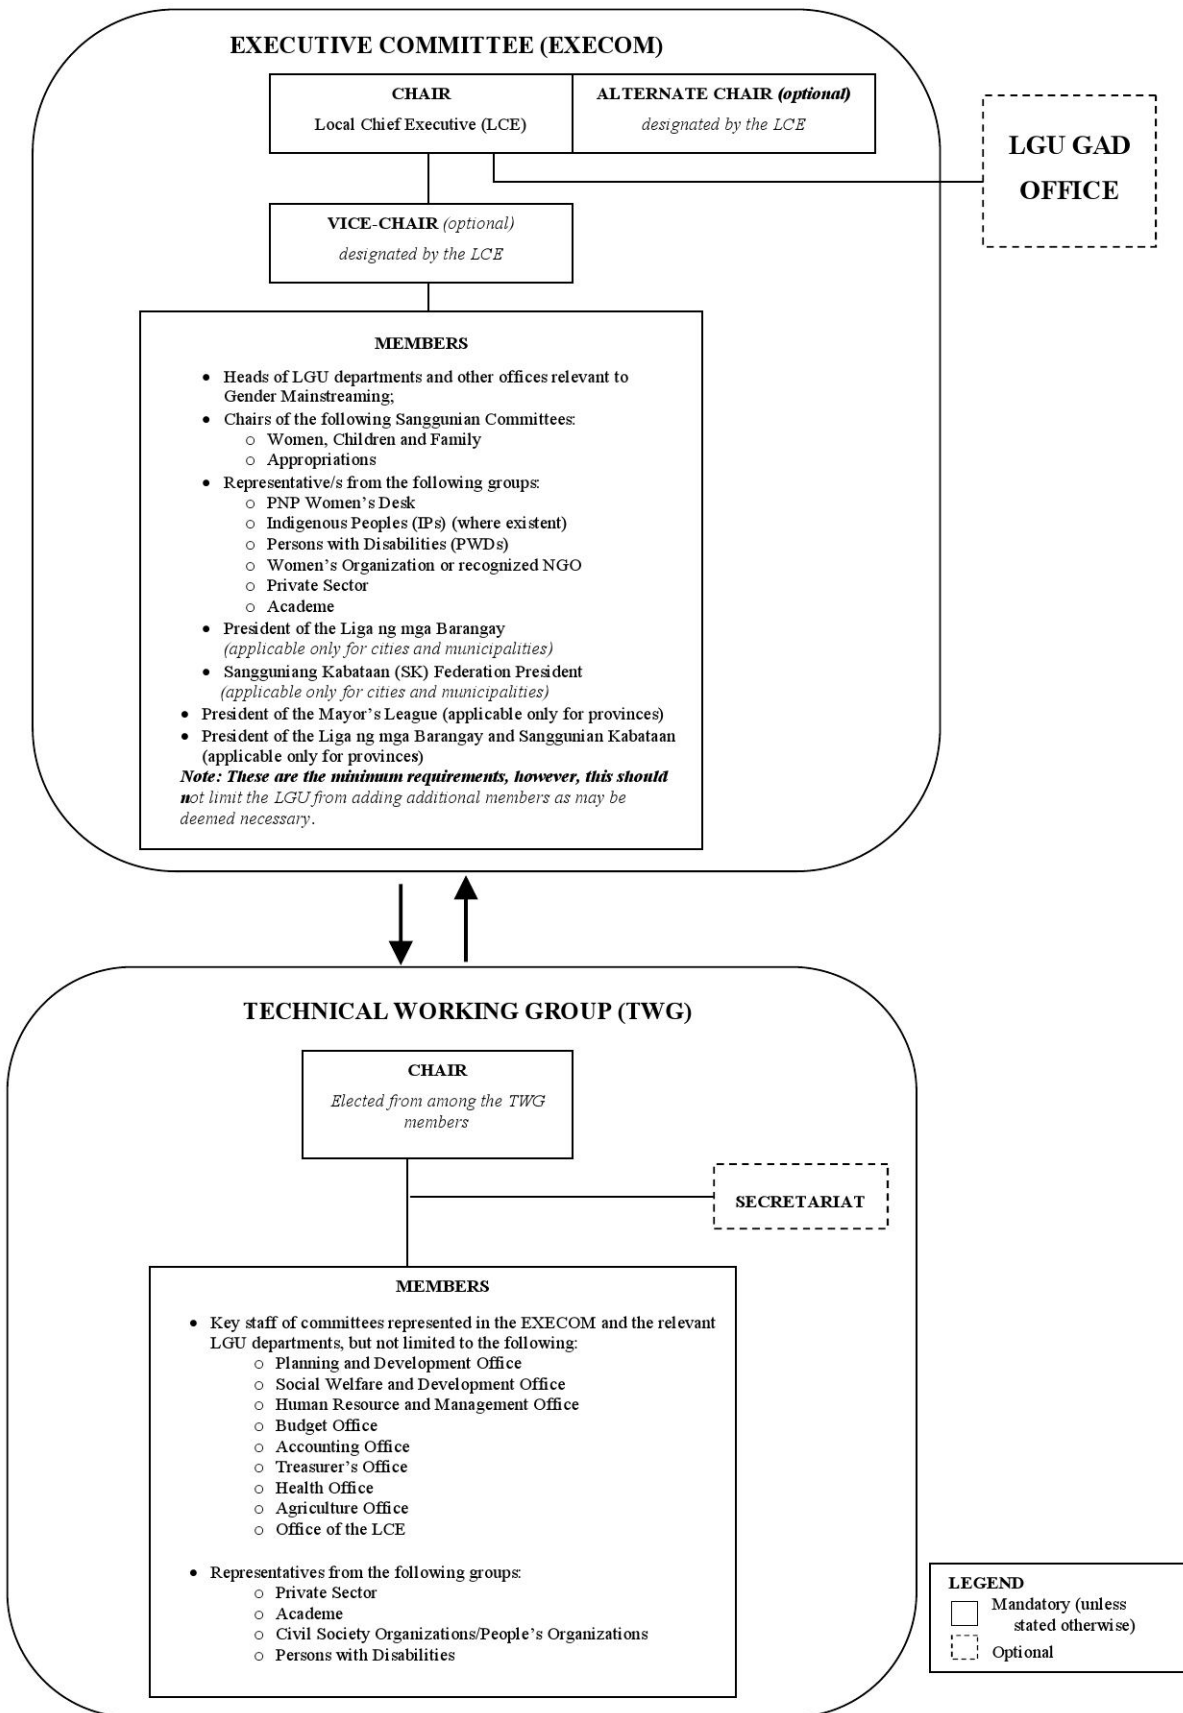 EXECUTIVE COMMITTEE (EXECOM)
CHAIR
Local Chief Executive (LCE)
ALTERNATE CHAIR (optional)
designated by the LCE
LGU GAD
OFFICE
VICE-CHAIR (optional)
designated by the LCE
MEMBERS
• Heads of LGU departments and other offices relevant to
Gender Mainstreaming;
• Chairs of the following Sanggunian Committees:
o Women, Children and Family
o Appropriations
• Representative/s from the following groups:
o PNP Women's Desk
o Indigenous Peoples (IPs) (where existent)
o Persons with Disabilities (PWDs)
o Women's Organization or recognized NGO
o Private Sector
o Academe
• President of the Liga ng mga Barangay
(applicable only for cities and municipalities)
• Sangguniang Kabataan (SK) Federation President
(applicable only for cities and municipalities)
• President of the Mayor's League (applicable only for provinces)
• President of the Liga ng mga Barangay and Sanggunian Kabataan
(applicable only for provinces)
Note: These are the minimum requirements, however, this should
not limit the LGU from adding additional members as may be
deemed necessary.
TECHNICAL WORKING GROUP (TWG)
CHAIR
Elected from among the TWG
members
SECRETARIAT
MEMBERS
• Key staff of committees represented in the EXECOM and the relevant
LGU departments, but not limited to the following:
o Planning and Development Office
o Social Welfare and Development Office
o Human Resource and Management Office
o Budget Office
o Accounting Office
o Treasurer's Office
o Health Office
o Agriculture Office
o Office of the LCE
• Representatives from the following groups:
o Private Sector
o Academe
o Civil Society Organizations/People's Organizations
o Persons with Disabilities
LEGEND
Mandatory (unless
stated otherwise)
Optional